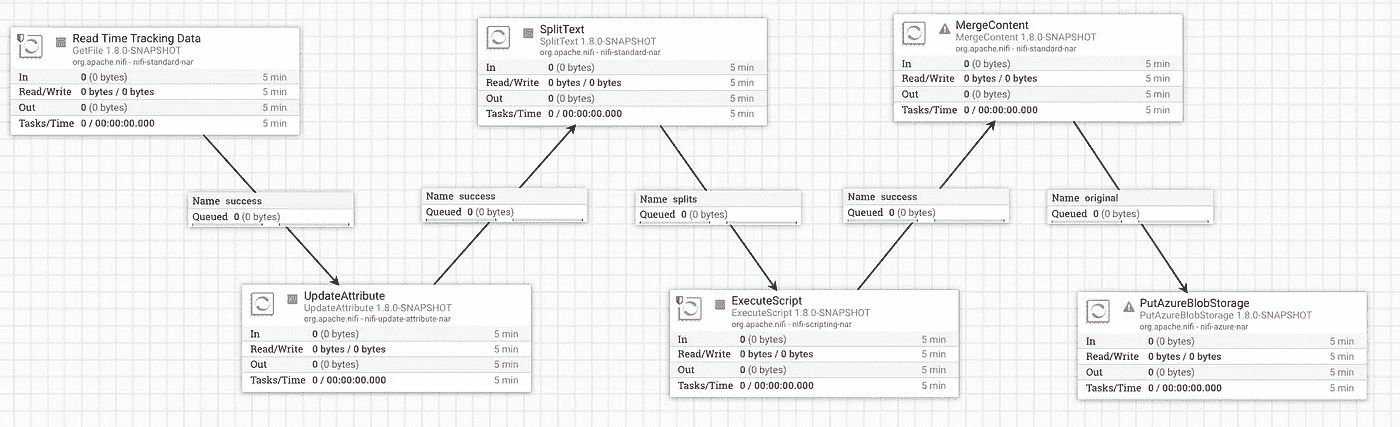 Read Time Tracking Data
GetFile 1.8.0-SNAPSHOT
org.apache.nifi - nifi-standard-nar
In 0 (0 bytes) 5 min
Read/Write 0 bytes / 0 bytes 5 min
Out 0 (0 bytes) 5 min
Tasks/Time 0 / 00:00:00.000 5 min
Name success
Queued 0 (0 bytes)
UpdateAttribute
UpdateAttribute 1.8.0-SNAPSHOT
org.apache.nifi - nifi-update-attribute-nar
In 0 (0 bytes) 5 min
Read/Write 0 bytes / 0 bytes 5 min
Out 0 (0 bytes) 5 min
Tasks/Time 0 / 00:00:00.000 5 min
Name success
Queued 0 (0 bytes)
SplitText
SplitText 1.8.0-SNAPSHOT
org.apache.nifi - nifi-standard-nar
In 0 (0 bytes) 5 min
Read/Write 0 bytes / 0 bytes 5 min
Out 0 (0 bytes) 5 min
Tasks/Time 0 / 00:00:00.000 5 min
Name splits
Queued 0 (0 bytes)
ExecuteScript
ExecuteScript 1.8.0-SNAPSHOT
org.apache.nifi - nifi-scripting-nar
In 0 (0 bytes) 5 min
Read/Write 0 bytes / 0 bytes 5 min
Out 0 (0 bytes) 5 min
Tasks/Time 0 / 00:00:00.000 5 min
Name success
Queued 0 (0 bytes)
MergeContent
MergeContent 1.8.0-SNAPSHOT
org.apache.nifi - nifi-standard-nar
In 0 (0 bytes) 5 min
Read/Write 0 bytes / 0 bytes 5 min
Out 0 (0 bytes) 5 min
Tasks/Time 0 / 00:00:00.000 5 min
Name original
Queued 0 (0 bytes)
PutAzureBlobStorage
PutAzureBlobStorage 1.8.0-SNAPSHOT
org.apache.nifi - nifi-azure-nar
In 0 (0 bytes) 5 min
Read/Write 0 bytes / 0 bytes 5 min
Out 0 (0 bytes) 5 min
Tasks/Time 0 / 00:00:00.000 5 min